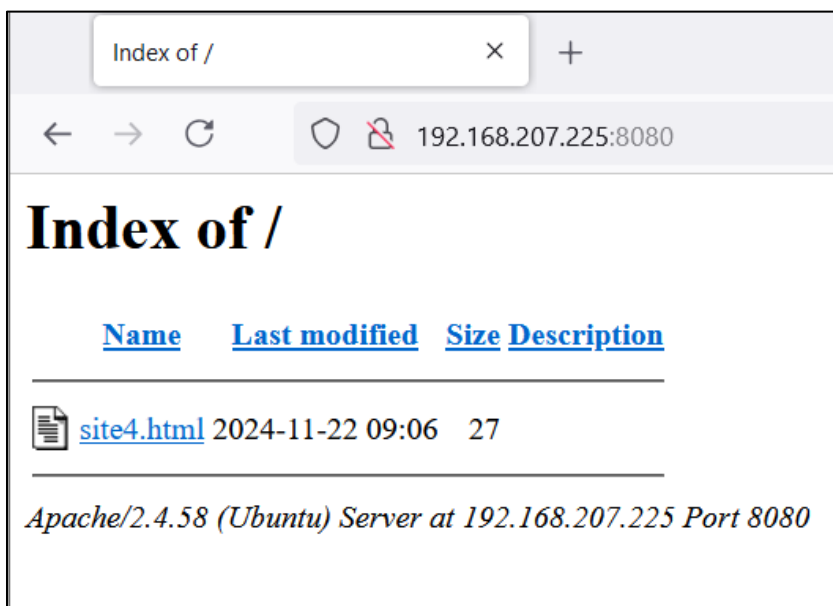 Index of /
192.168.207.225:8080
Index of /
Name Last modified Size Description
site4.html 2024-11-22 09:06 27
Apache/2.4.58 (Ubuntu) Server at 192.168.207.225 Port 8080